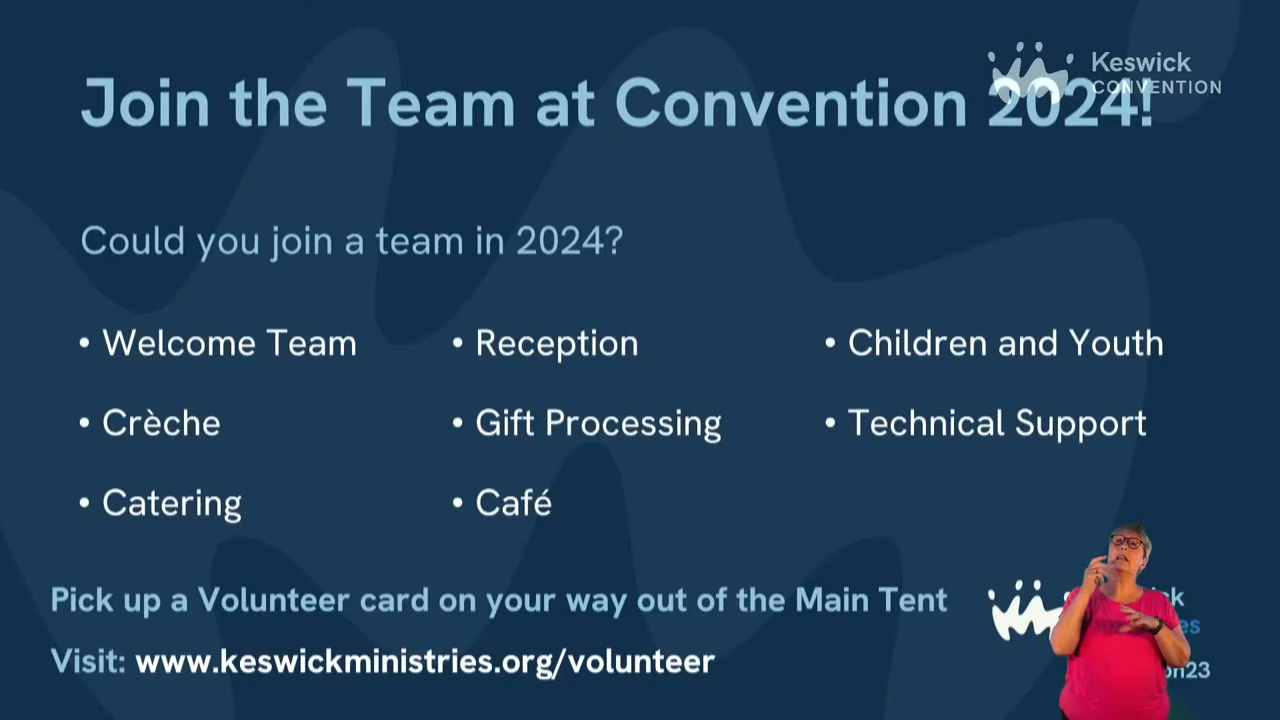 Keswick
CONVENTION
Join the Team at Convention 2024!
Could you join a team in 2024?
• Welcome Team
• Reception
• Children and Youth
• Crèche
• Gift Processing
• Technical Support
• Catering
• Café
Pick up a Volunteer card on your way out of the Main Tent
Visit: www.keswickministries.org/volunteer